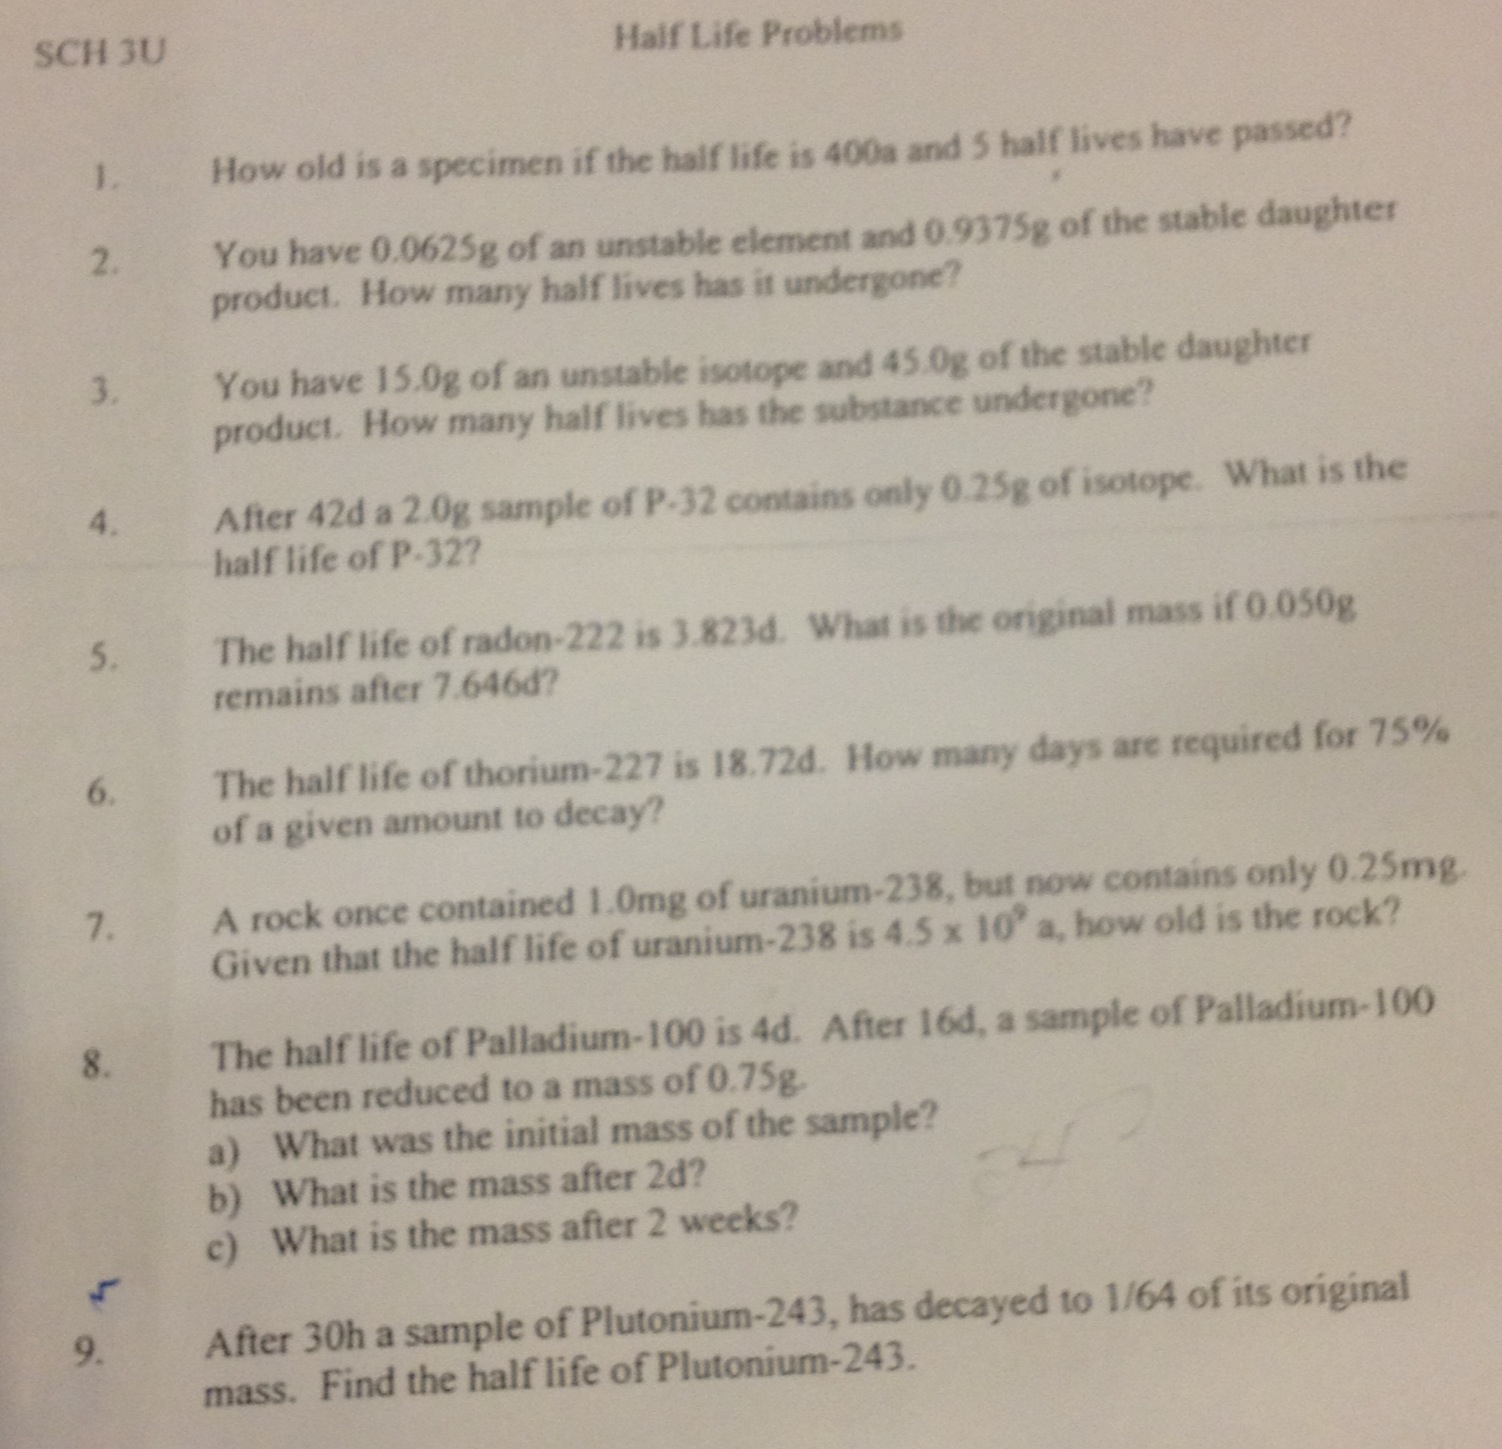 SCH 3U
Half Life Problems
1. How old is a specimen if the half life is 400a and 5 half lives have passed?
2. You have 0.0625g of an unstable element and 0.9375g of the stable daughter
product. How many half lives has it undergone?
3. You have 15.0g of an unstable isotope and 45.0g of the stable daughter
product. How many half lives has the substance undergone?
4. After 42d a 2.0g sample of P-32 contains only 0.25g of isotope. What is the
half life of P-32?
5. The half life of radon-222 is 3.823d. What is the original mass if 0.050g
remains after 7.646d?
6. The half life of thorium-227 is 18.72d. How many days are required for 75%
of a given amount to decay?
7. A rock once contained 1.0mg of uranium-238, but now contains only 0.25mg.
Given that the half life of uranium-238 is 4.5 x 10⁹ a, how old is the rock?
8. The half life of Palladium-100 is 4d. After 16d, a sample of Palladium-100
has been reduced to a mass of 0.75g.
a) What was the initial mass of the sample?
b) What is the mass after 2d?
c) What is the mass after 2 weeks?
9. After 30h a sample of Plutonium-243, has decayed to 1/64 of its original
mass. Find the half life of Plutonium-243.